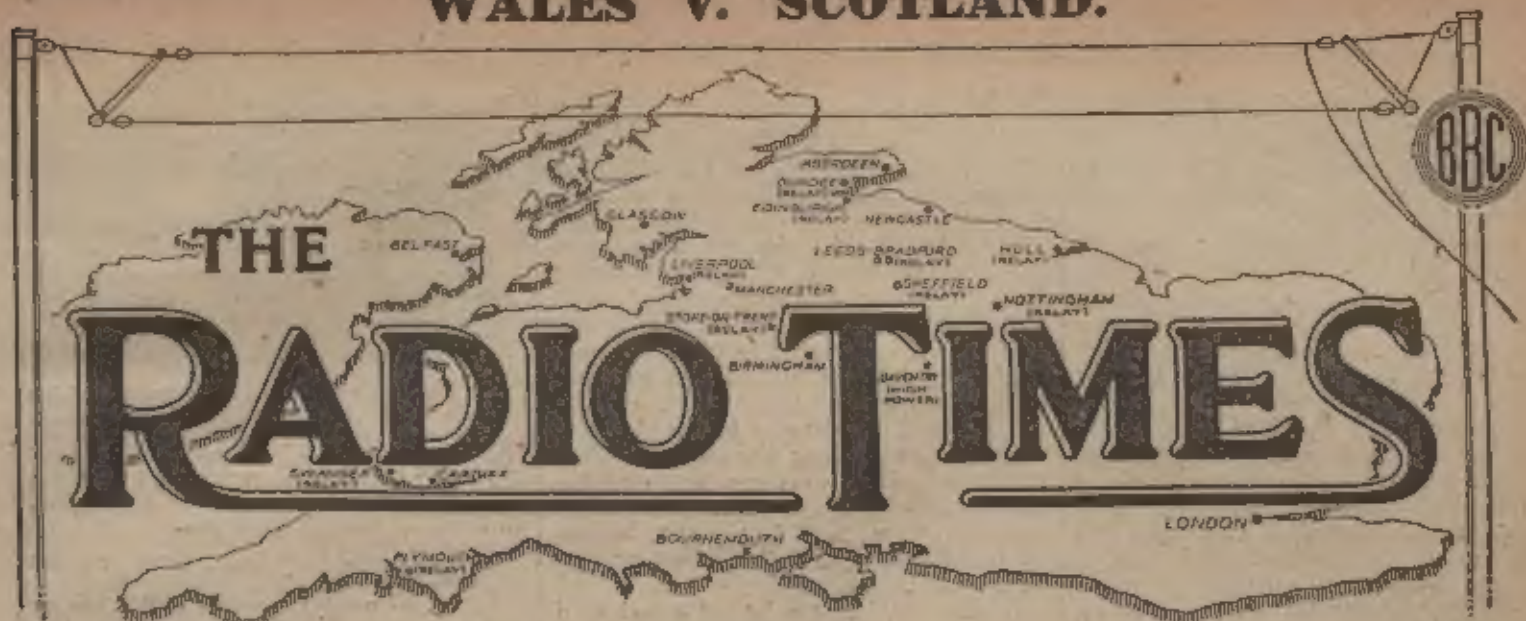 WALES V. SCOTLAND.
BBC
ABERDEEN
DUNDEE
(RELAY)
EDINBURGH
(RELAY)
NEWCASTLE
GLASGOW
THE
BELFAST
LEEDS-BRADFORD
(RELAY)
HULL
(RELAY)
LIVERPOOL
(RELAY)
MANCHESTER
SHEFFIELD
(RELAY)
NOTTINGHAM
(RELAY)
STOKE-ON-TRENT
(RELAY)
RADIO TIMES
BIRMINGHAM
DAVENTRY
(HIGH
POWER)
SWANSEA
(RELAY)
CARDIFF
LONDON
BOURNEMOUTH
PLYMOUTH
(RELAY)